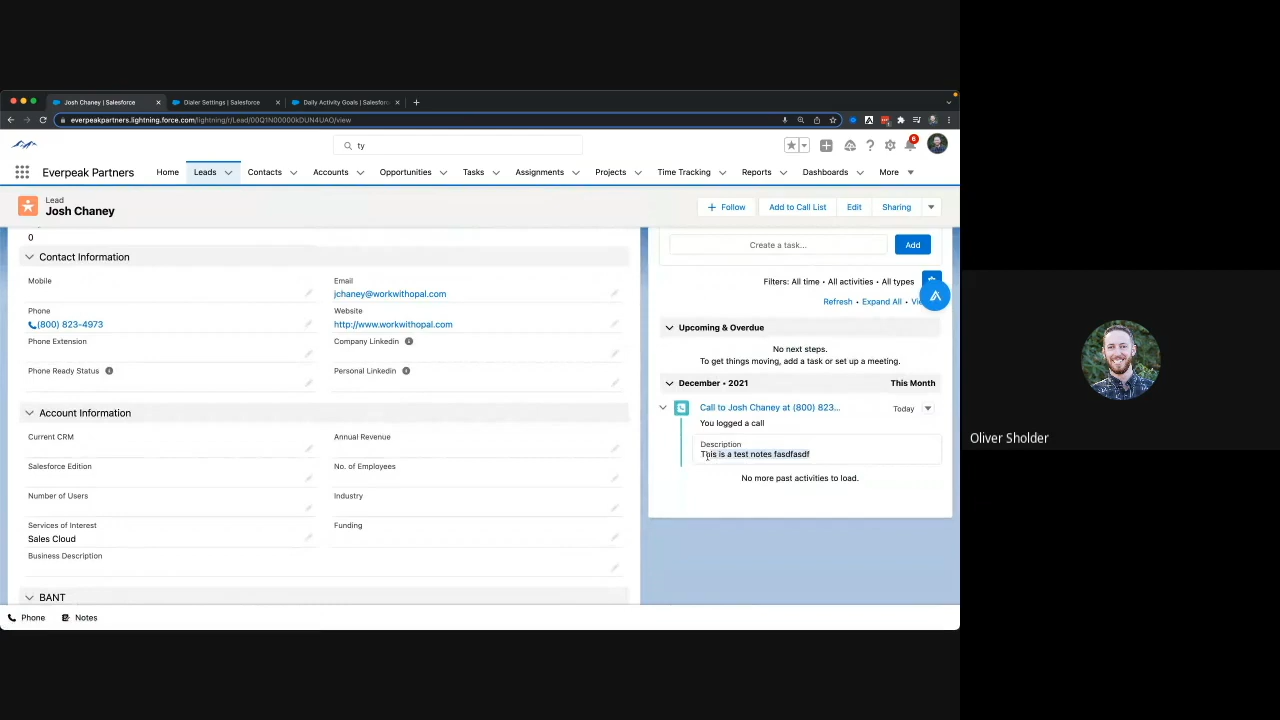 Josh Chaney | Salesforce
Dialer Settings | Salesforce
Daily Activity Goals | Salesforc
everpeakpartners.lightning.force.com/lightning/r/Lead/00Q1N00000kDUN4UAO/view
ty
6
Everpeak Partners
Home
Leads
Contacts
Accounts
Opportunities
Tasks
Assignments
Projects
Time Tracking
Reports
Dashboards
More
Lead
Josh Chaney
Follow
Add to Call List
Edit
Sharing
0
Contact Information
Mobile
Email
jchaney@workwithopal.com
Phone
Website
(800) 823-4973
http://www.workwithopal.com
Phone Extension
Company Linkedin
Phone Ready Status
Personal Linkedin
Account Information
Current CRM
Annual Revenue
Salesforce Edition
No. of Employees
Number of Users
Industry
Services of Interest
Funding
Sales Cloud
Business Description
BANT
Create a task...
Add
Filters: All time • All activities • All types
Refresh • Expand All •
Upcoming & Overdue
No next steps.
To get things moving, add a task or set up a meeting.
December • 2021
This Month
Call to Josh Chaney at (800) 823...
Today
You logged a call
Description
This is a test notes fasdfasdf
No more past activities to load.
Phone
Notes
Oliver Sholder